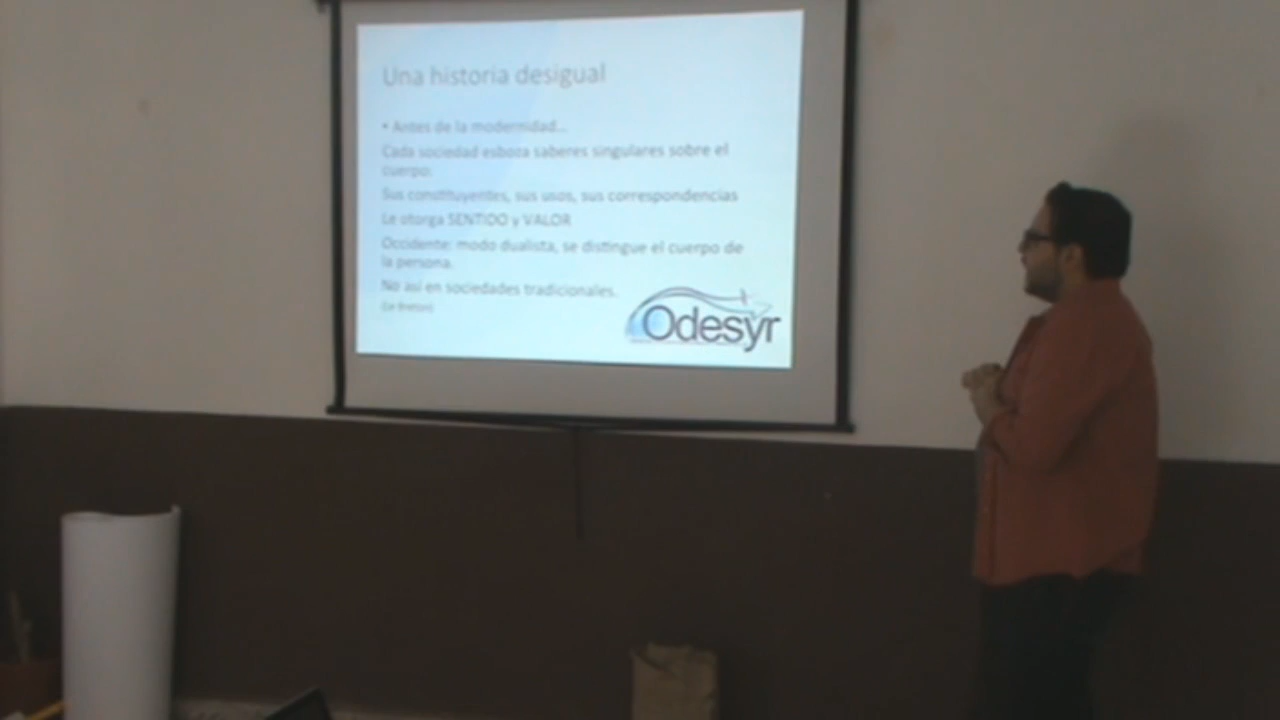 Una historia desigual
• Antes de la modernidad...
Cada sociedad esboza saberes singulares sobre el
cuerpo.
Sus constituyentes, sus usos, sus correspondencias
Le otorga SENTIDO y VALOR
Occidente: modo dualista, se distingue el cuerpo de
la persona.
No así en sociedades tradicionales.
(Le Breton)
Odesyr